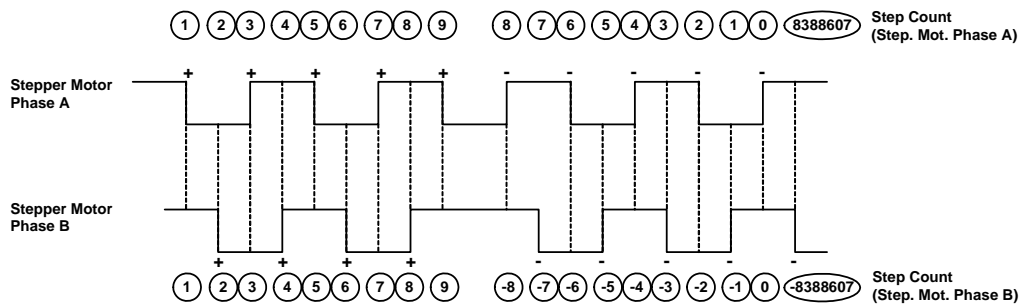 1 2 3 4 5 6 7 8 9 8 7 6 5 4 3 2 1 0 8388607
Step Count
(Step. Mot. Phase A)
+ + + + + - - - - -
Stepper Motor
Phase A
Stepper Motor
Phase B
+ + + + - - - - -
1 2 3 4 5 6 7 8 9 -8 -7 -6 -5 -4 -3 -2 -1 0 -8388607
Step Count
(Step. Mot. Phase B)